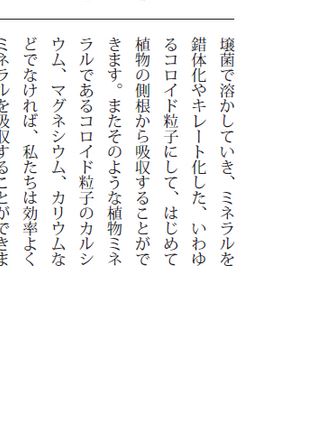 壌菌で溶かしていき、ミネラルを
錯体化やキレート化した、いわゆ
るコロイド粒子にして、はじめて
植物の側根から吸収することがで
きます。またそのような植物ミネ
ラルであるコロイド粒子のカルシ
ウム、マグネシウム、カリウムな
どでなければ、私たちは効率よく
ミネラルを吸収することができま